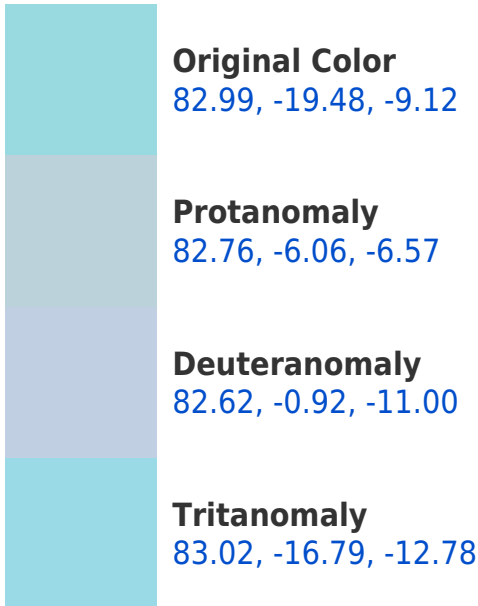 Original Color
82.99, -19.48, -9.12
Protanomaly
82.76, -6.06, -6.57
Deuteranomaly
82.62, -0.92, -11.00
Tritanomaly
83.02, -16.79, -12.78